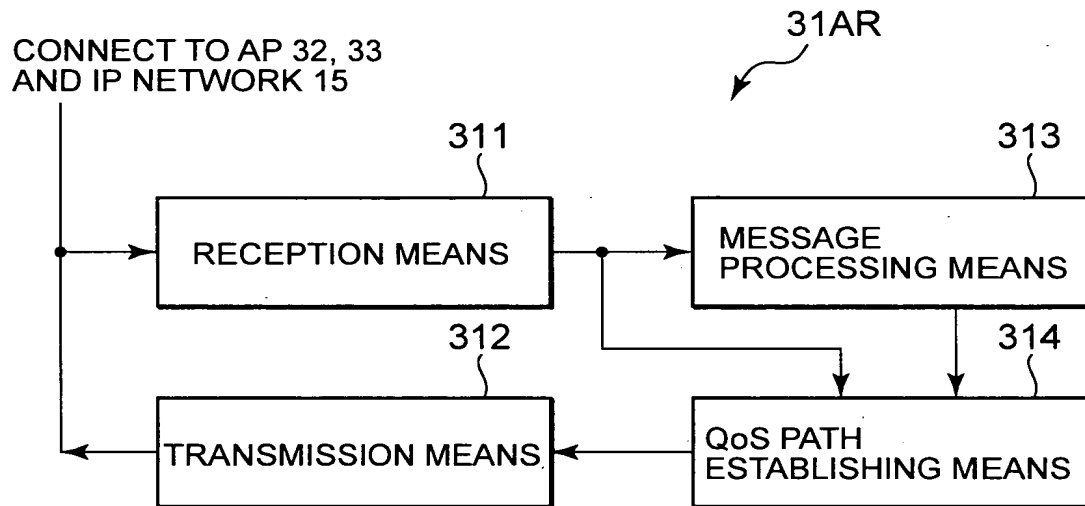 31AR
CONNECT TO AP 32, 33
AND IP NETWORK 15
311
313
RECEPTION MEANS
MESSAGE
PROCESSING MEANS
312
314
TRANSMISSION MEANS
QoS PATH
ESTABLISHING MEANS